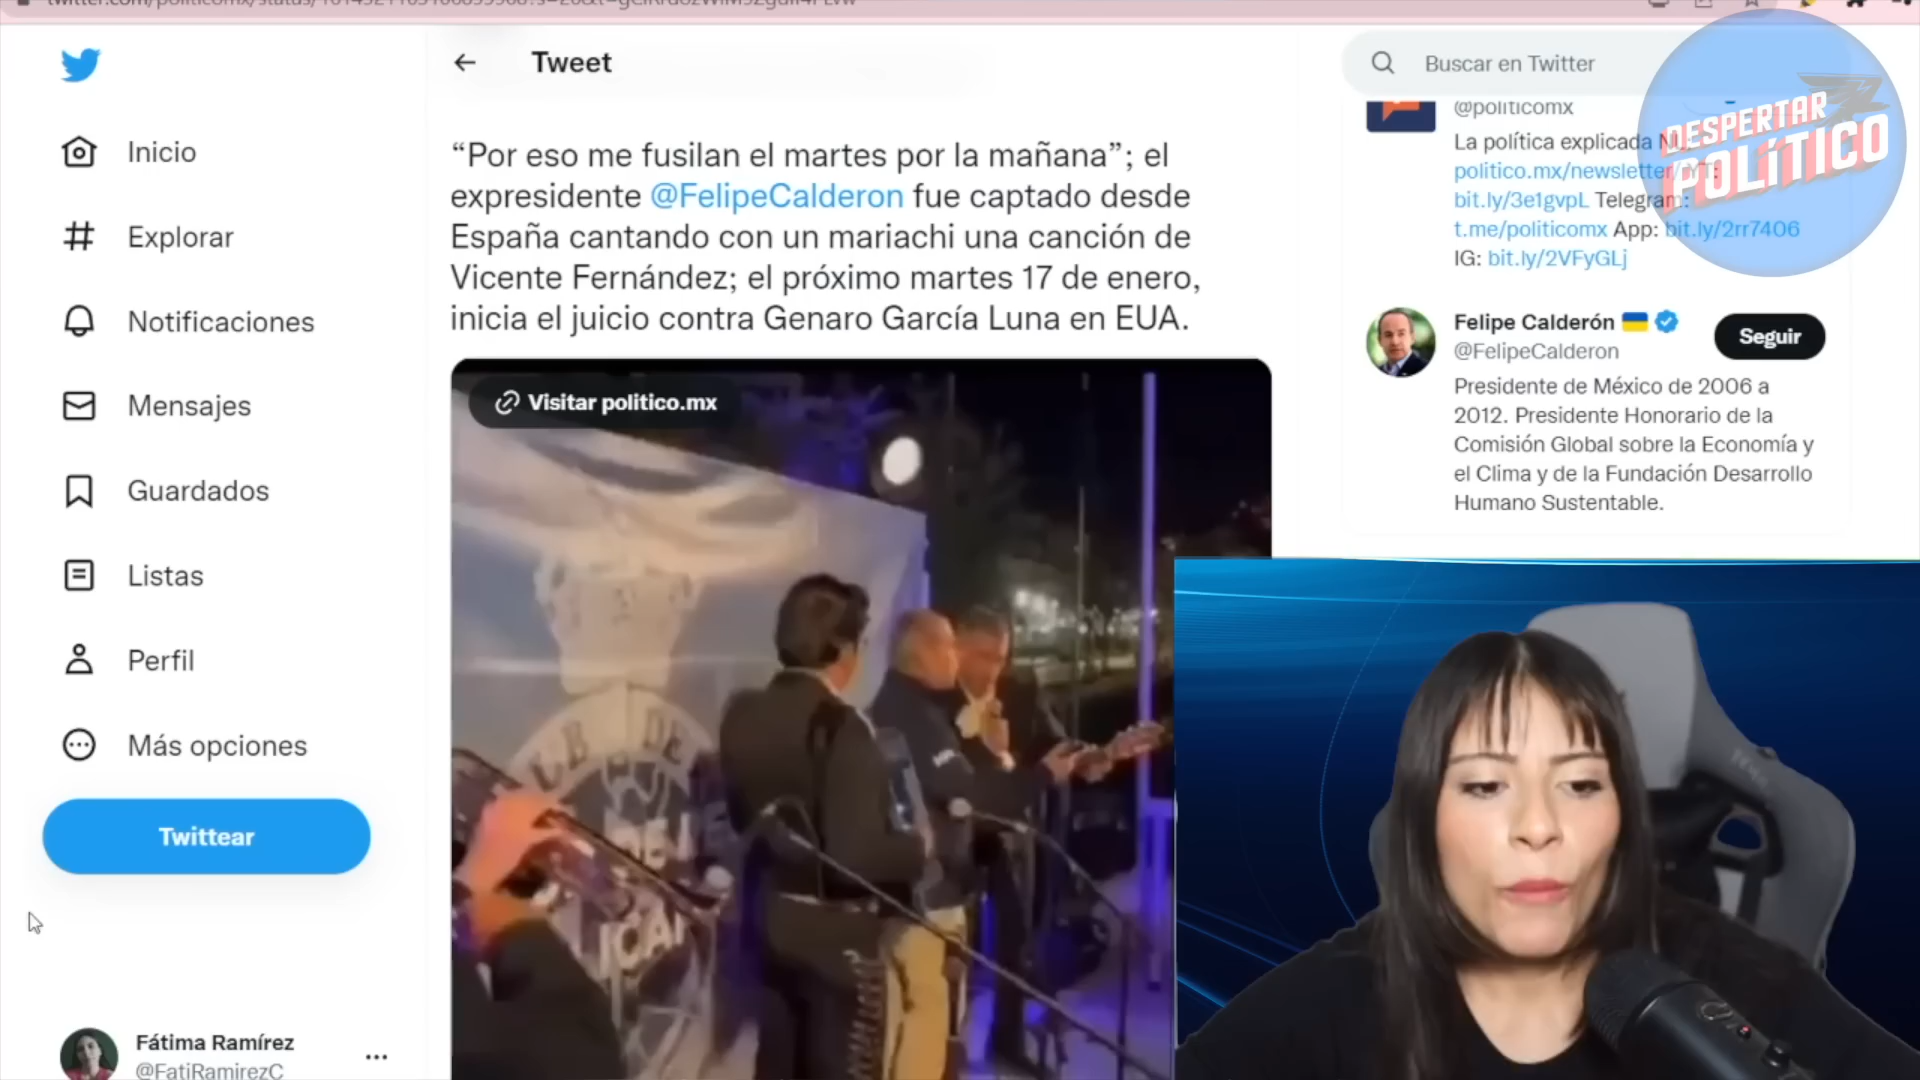 Tweet
Buscar en Twitter
Inicio
Explorar
Notificaciones
Mensajes
Guardados
Listas
Perfil
Más opciones
Twittear
Fátima Ramírez
@FatiRamirezC
“Por eso me fusilan el martes por la mañana”; el
expresidente @FelipeCalderon fue captado desde
España cantando con un mariachi una canción de
Vicente Fernández; el próximo martes 17 de enero,
inicia el juicio contra Genaro García Luna en EUA.
Visitar politico.mx
@politicomx
La política explicada
politico.mx/newsletter
bit.ly/3e1gvpL Telegram:
t.me/politicomx App: bit.ly/2rr7406
IG: bit.ly/2VFyGLj
DESPERTAR
POLÍTICO
Felipe Calderón
@FelipeCalderon
Seguir
Presidente de México de 2006 a
2012. Presidente Honorario de la
Comisión Global sobre la Economía y
el Clima y de la Fundación Desarrollo
Humano Sustentable.